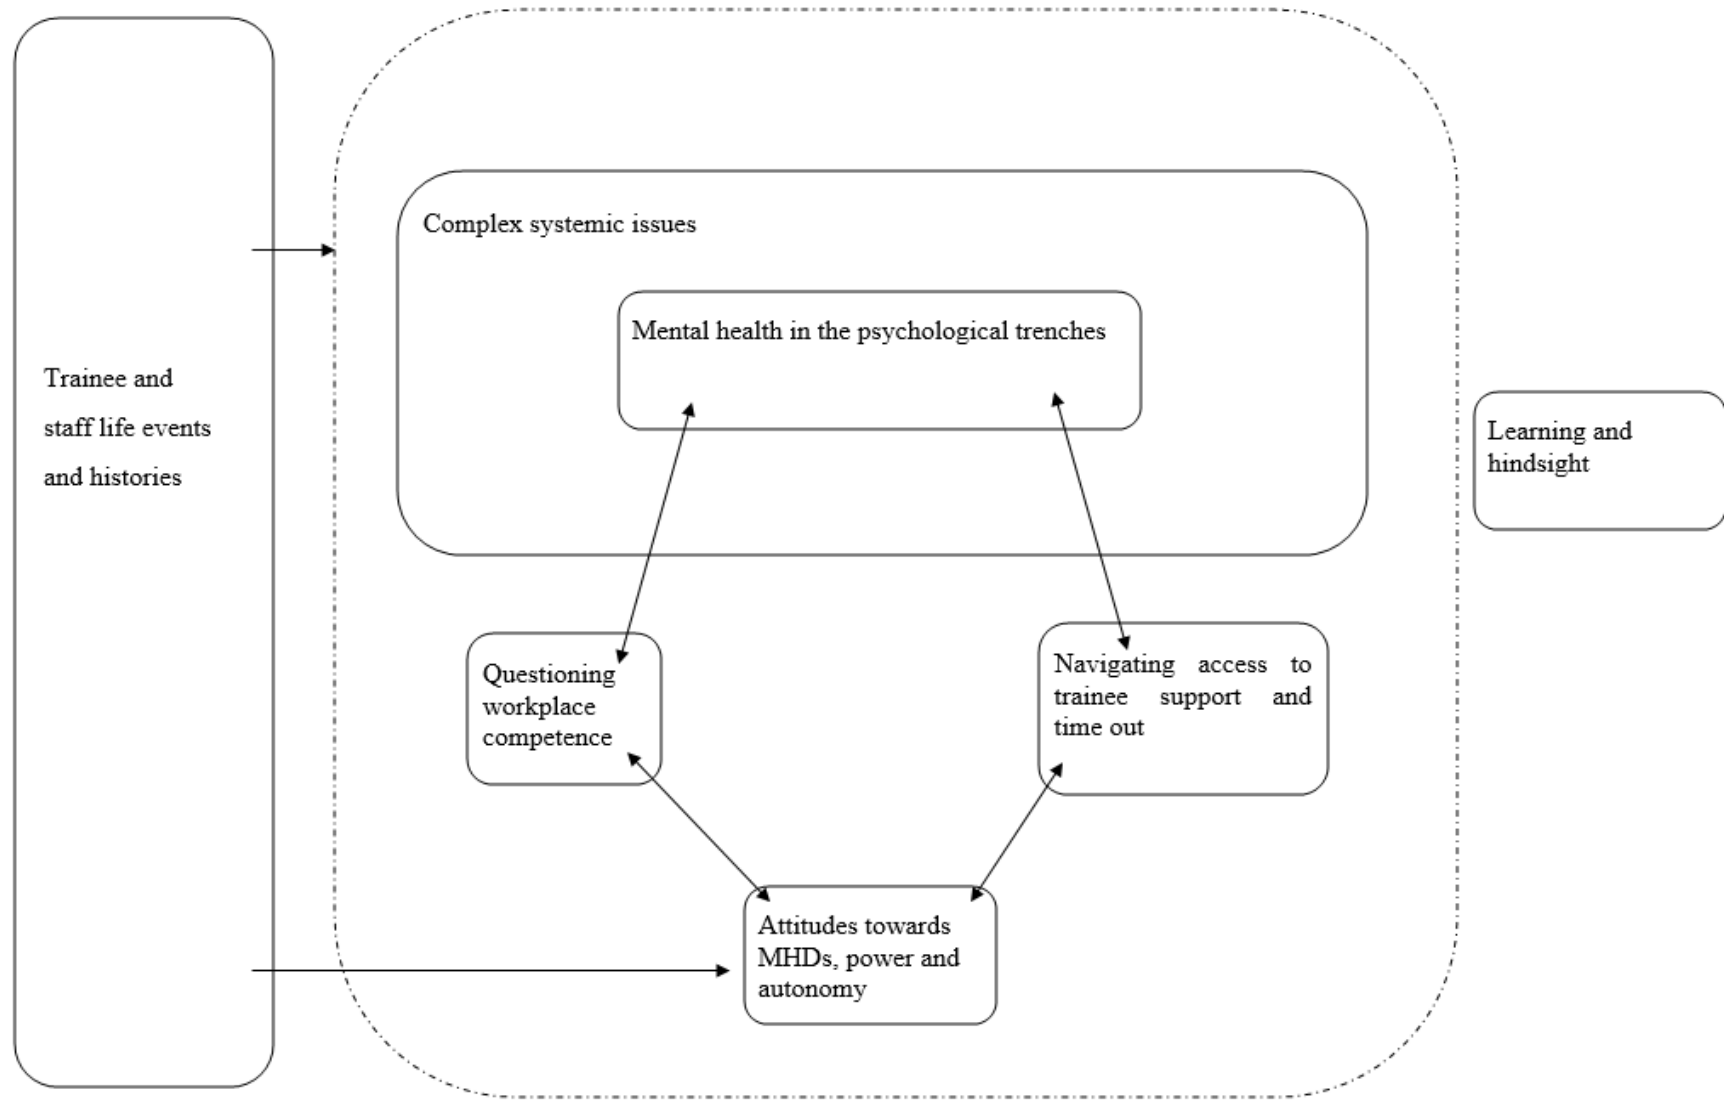 Trainee and
staff life events
and histories
Complex systemic issues
Mental health in the psychological trenches
Questioning
workplace
competence
Navigating access to
trainee support and
time out
Attitudes towards
MHDs, power and
autonomy
Learning and
hindsight